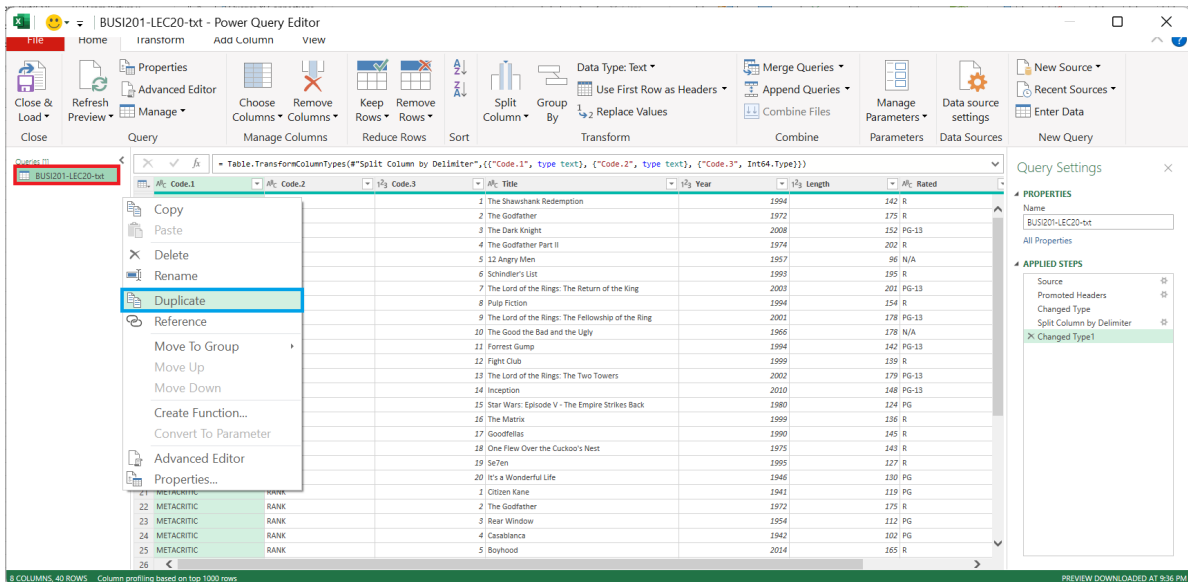 BUSI201-LEC20-txt - Power Query Editor
File Home Transform Add Column View
Close & Load
Refresh Preview
Properties
Advanced Editor
Manage
Choose Columns
Remove Columns
Keep Rows
Remove Rows
Split Column
Group By
Data Type: Text
Use First Row as Headers
Replace Values
Merge Queries
Append Queries
Combine Files
Manage Parameters
Data source settings
New Source
Recent Sources
Enter Data
Close Query Manage Columns Reduce Rows Sort Transform Combine Parameters Data Sources New Query
Queries [1]
BUSI201-LEC20-txt
= Table.TransformColumnTypes(#"Split Column by Delimiter",{{"Code.1", type text}, {"Code.2", type text}, {"Code.3", Int64.Type}})
Code.1 Code.2 Code.3 Title Year Length Rated
1 The Shawshank Redemption 1994 142 R
2 The Godfather 1972 175 R
3 The Dark Knight 2008 152 PG-13
4 The Godfather Part II 1974 202 R
5 12 Angry Men 1957 96 N/A
6 Schindler's List 1993 195 R
7 The Lord of the Rings: The Return of the King 2003 201 PG-13
8 Pulp Fiction 1994 154 R
9 The Lord of the Rings: The Fellowship of the Ring 2001 178 PG-13
10 The Good the Bad and the Ugly 1966 178 N/A
11 Forrest Gump 1994 142 PG-13
12 Fight Club 1999 139 R
13 The Lord of the Rings: The Two Towers 2002 179 PG-13
14 Inception 2010 148 PG-13
15 Star Wars: Episode V - The Empire Strikes Back 1980 124 PG
16 The Matrix 1999 136 R
17 Goodfellas 1990 145 R
18 One Flew Over the Cuckoo's Nest 1975 143 R
19 Se7en 1995 127 R
20 It's a Wonderful Life 1946 130 PG
21 METACRITIC RANK 1 Citizen Kane 1941 119 PG
22 METACRITIC RANK 2 The Godfather 1972 175 R
23 METACRITIC RANK 3 Rear Window 1954 112 PG
24 METACRITIC RANK 4 Casablanca 1942 102 PG
25 METACRITIC RANK 5 Boyhood 2014 165 R
26
Copy
Paste
Delete
Rename
Duplicate
Reference
Move To Group
Move Up
Move Down
Create Function...
Convert To Parameter
Advanced Editor
Properties...
Query Settings
PROPERTIES
Name
BUSI201-LEC20-txt
All Properties
APPLIED STEPS
Source
Promoted Headers
Changed Type
Split Column by Delimiter
Changed Type1
8 COLUMNS, 40 ROWS Column profiling based on top 1000 rows
PREVIEW DOWNLOADED AT 9:36 PM